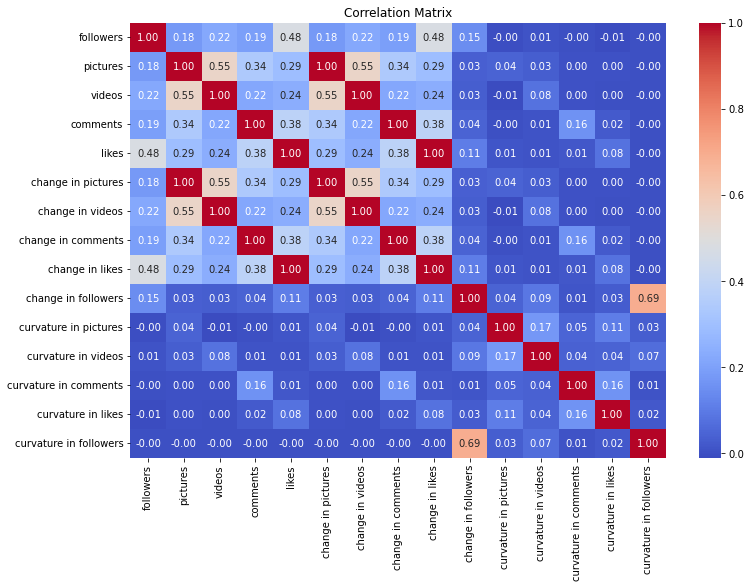 Correlation Matrix
followers 1.00 0.18 0.22 0.19 0.48 0.18 0.22 0.19 0.48 0.15 -0.00 0.01 -0.00 -0.01 -0.00
pictures 0.18 1.00 0.55 0.34 0.29 1.00 0.55 0.34 0.29 0.03 0.04 0.03 0.00 0.00 -0.00
videos 0.22 0.55 1.00 0.22 0.24 0.55 1.00 0.22 0.24 0.03 -0.01 0.08 0.00 0.00 -0.00
comments 0.19 0.34 0.22 1.00 0.38 0.34 0.22 1.00 0.38 0.04 -0.00 0.01 0.16 0.02 -0.00
likes 0.48 0.29 0.24 0.38 1.00 0.29 0.24 0.38 1.00 0.11 0.01 0.01 0.01 0.08 -0.00
change in pictures 0.18 1.00 0.55 0.34 0.29 1.00 0.55 0.34 0.29 0.03 0.04 0.03 0.00 0.00 -0.00
change in videos 0.22 0.55 1.00 0.22 0.24 0.55 1.00 0.22 0.24 0.03 -0.01 0.08 0.00 0.00 -0.00
change in comments 0.19 0.34 0.22 1.00 0.38 0.34 0.22 1.00 0.38 0.04 -0.00 0.01 0.16 0.02 -0.00
change in likes 0.48 0.29 0.24 0.38 1.00 0.29 0.24 0.38 1.00 0.11 0.01 0.01 0.01 0.08 -0.00
change in followers 0.15 0.03 0.03 0.04 0.11 0.03 0.03 0.04 0.11 1.00 0.04 0.09 0.01 0.03 0.69
curvature in pictures -0.00 0.04 -0.01 -0.00 0.01 0.04 -0.01 -0.00 0.01 0.04 1.00 0.17 0.05 0.11 0.03
curvature in videos 0.01 0.03 0.08 0.01 0.01 0.03 0.08 0.01 0.01 0.09 0.17 1.00 0.04 0.04 0.07
curvature in comments -0.00 0.00 0.00 0.16 0.01 0.00 0.00 0.16 0.01 0.01 0.05 0.04 1.00 0.16 0.01
curvature in likes -0.01 0.00 0.00 0.02 0.08 0.00 0.00 0.02 0.08 0.03 0.11 0.04 0.16 1.00 0.02
curvature in followers -0.00 -0.00 -0.00 -0.00 -0.00 -0.00 -0.00 -0.00 -0.00 0.69 0.03 0.07 0.01 0.02 1.00
followers
pictures
videos
comments
likes
change in pictures
change in videos
change in comments
change in likes
change in followers
curvature in pictures
curvature in videos
curvature in comments
curvature in likes
curvature in followers
1.0
0.8
0.6
0.4
0.2
0.0